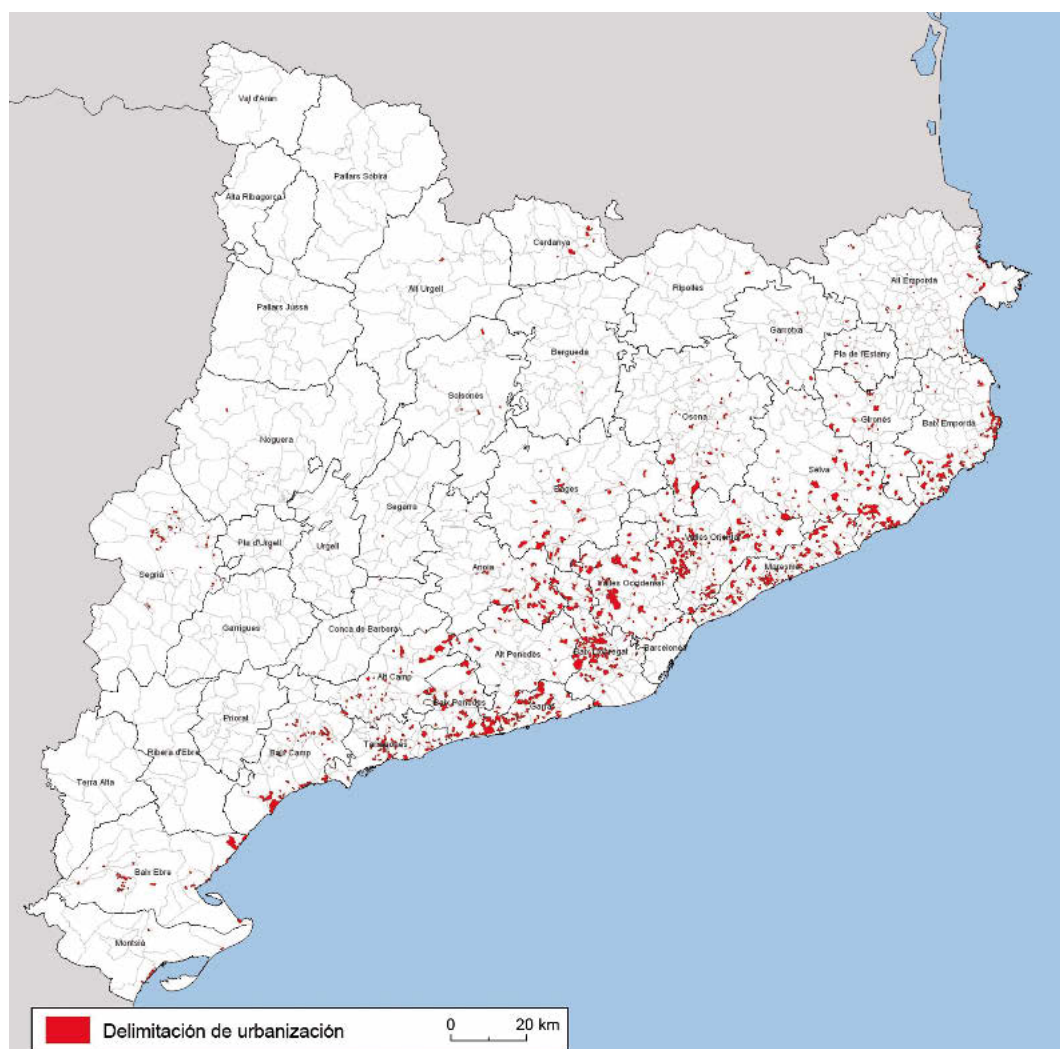 Val d'Aran
Pallars Sobirà
Alta Ribagorça
Cerdanya
Ripollès
Alt Empordà
Alt Urgell
Pallars Jussà
Garrotxa
Pla de l'Estany
Berguedà
Solsonès
Osona
Gironès
Baix Empordà
Noguera
Selva
Bages
Segarra
Vallès Oriental
Pla d'Urgell
Urgell
Anoia
Maresme
Segrià
Vallès Occidental
Garrigues
Conca de Barberà
Alt Penedès
Baix Llobregat
Barcelonès
Alt Camp
Baix Penedès
Garraf
Priorat
Tarragonès
Baix Camp
Ribera d'Ebre
Terra Alta
Baix Ebre
Montsià
Delimitación de urbanización
0 20 km